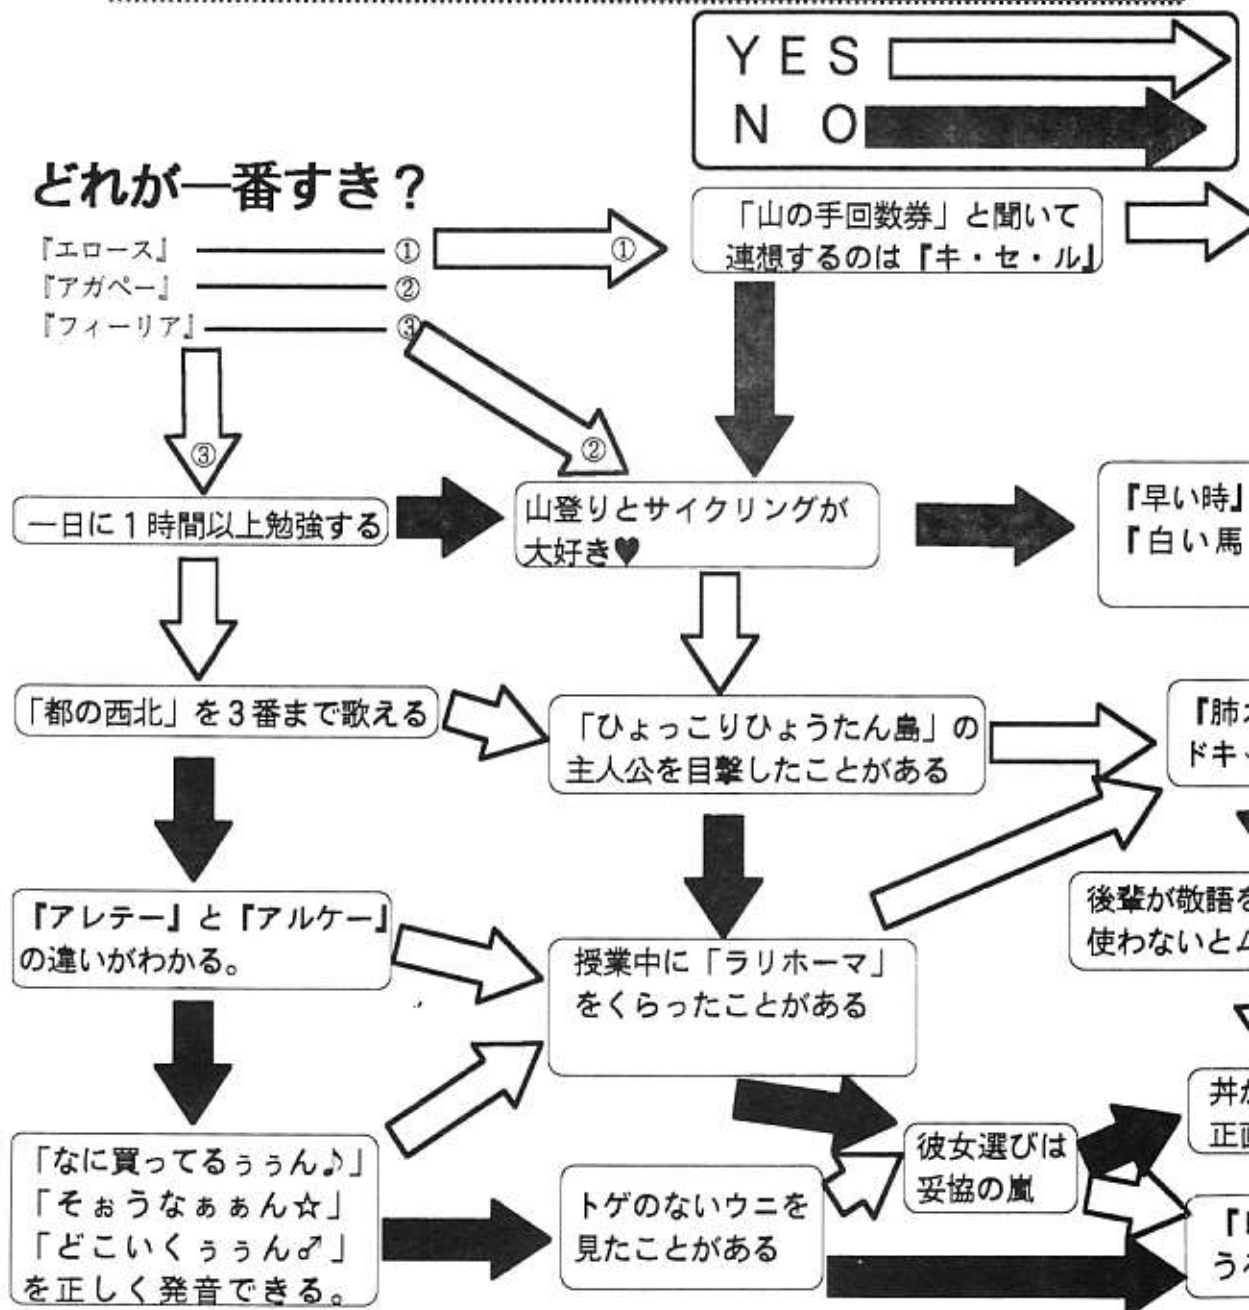 YES
NO
どれが一番すき？
『エロース』 ①
『アガペー』 ②
『フィーリア』 ③
①
②
③
「山の手回数券」と聞いて
連想するのは『キ・セ・ル』
一日に１時間以上勉強する
山登りとサイクリングが
大好き♥
『早い時』
『白い馬
「都の西北」を３番まで歌える
「ひょっこりひょうたん島」の
主人公を目撃したことがある
『肺
ドキ
『アレテー』と『アルケー』
の違いがわかる。
授業中に「ラリホーマ」
をくらったことがある
後輩が敬語を
使わないとム
「なに買ってるぅぅん♪」
「そぉうなぁぁん☆」
「どこいくぅぅん♂」
を正しく発音できる。
トゲのないウニを
見たことがある
彼女選びは
妥協の嵐
丼が
正面